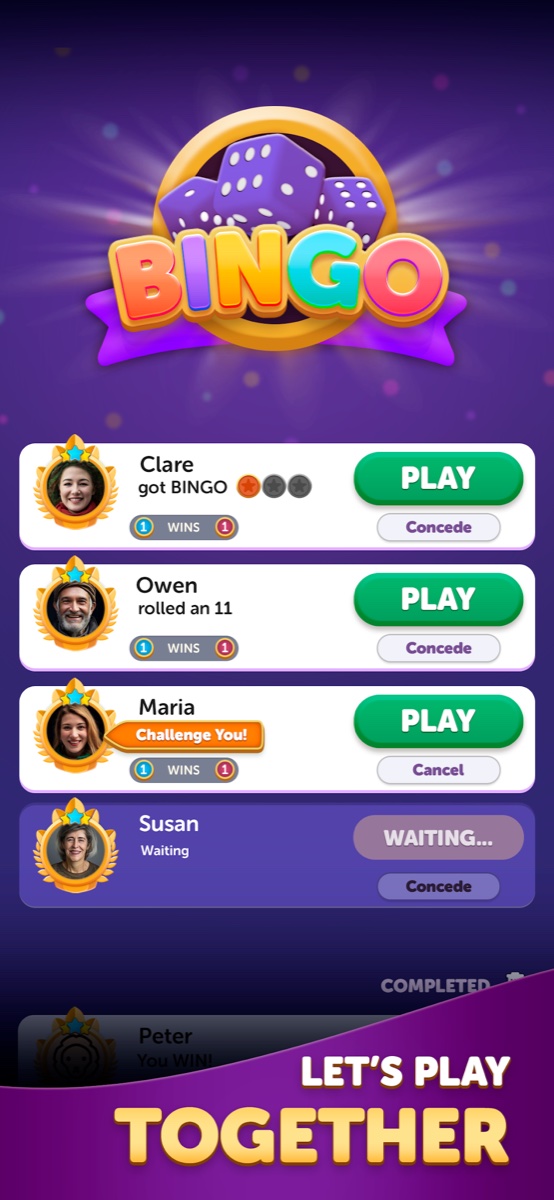 BINGO
Clare
got BINGO
1 WINS 1
PLAY
Concede
Owen
rolled an 11
1 WINS 1
PLAY
Concede
Maria
Challenge You!
1 WINS 1
PLAY
Cancel
Susan
Waiting
WAITING...
Concede
COMPLETED
Peter
You WIN!
LET'S PLAY
TOGETHER